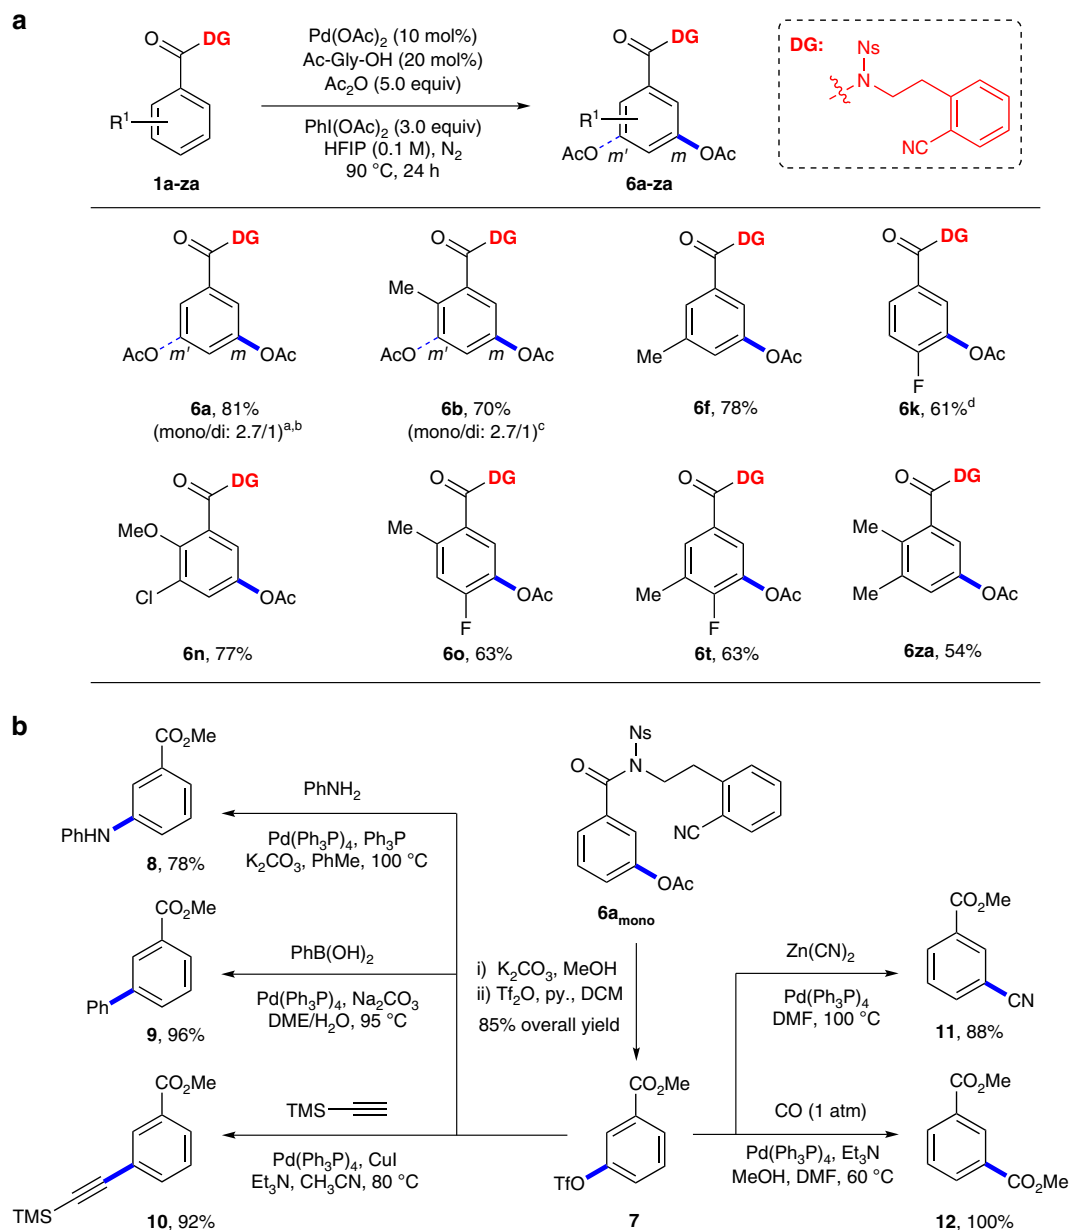 a
O
DG
R¹
1a-za
Pd(OAc)₂ (10 mol%)
Ac-Gly-OH (20 mol%)
Ac₂O (5.0 equiv)
PhI(OAc)₂ (3.0 equiv)
HFIP (0.1 M), N₂
90 °C, 24 h
O
DG
R¹
AcO
m'
m
OAc
6a-za
DG:
Ns
N
NC
O
DG
AcO
m'
m
OAc
6a, 81%
(mono/di: 2.7/1)ᵃ,ᵇ
O
DG
Me
AcO
m'
m
OAc
6b, 70%
(mono/di: 2.7/1)ᶜ
O
DG
Me
OAc
6f, 78%
O
DG
OAc
F
6k, 61%ᵈ
O
DG
MeO
Cl
OAc
6n, 77%
O
DG
Me
OAc
F
6o, 63%
O
DG
Me
OAc
F
6t, 63%
O
DG
Me
Me
OAc
6za, 54%
b
CO₂Me
PhHN
8, 78%
PhNH₂
Pd(Ph₃P)₄, Ph₃P
K₂CO₃, PhMe, 100 °C
Ns
O
N
NC
OAc
6amono
CO₂Me
Ph
9, 96%
PhB(OH)₂
Pd(Ph₃P)₄, Na₂CO₃
DME/H₂O, 95 °C
i) K₂CO₃, MeOH
ii) Tf₂O, py., DCM
85% overall yield
Zn(CN)₂
Pd(Ph₃P)₄
DMF, 100 °C
CO₂Me
CN
11, 88%
CO₂Me
TMS
10, 92%
TMS
Pd(Ph₃P)₄, CuI
Et₃N, CH₃CN, 80 °C
CO₂Me
TfO
7
CO (1 atm)
Pd(Ph₃P)₄, Et₃N
MeOH, DMF, 60 °C
CO₂Me
CO₂Me
12, 100%